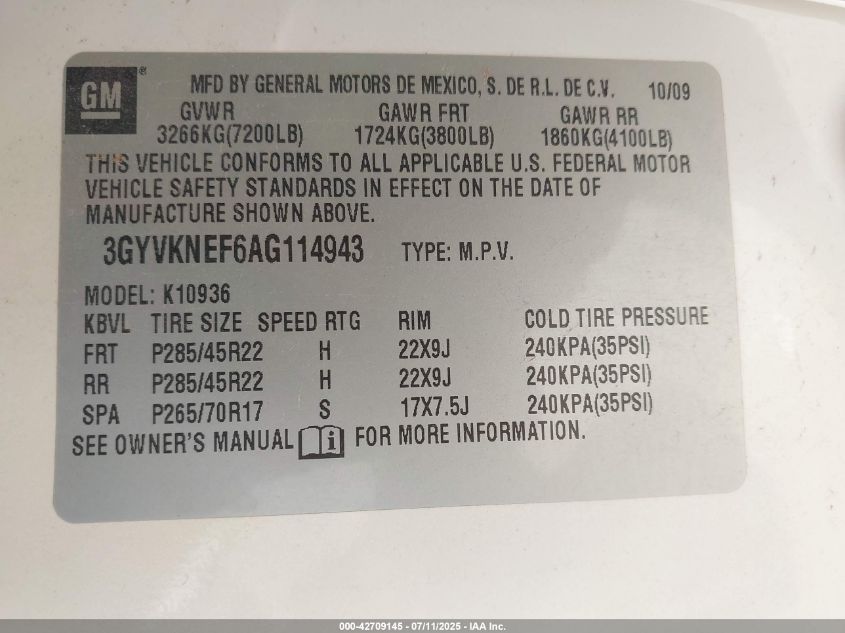 GM ®
MFD BY GENERAL MOTORS DE MEXICO, S. DE R.L. DE C.V. 10/09
GVWR GAWR FRT GAWR RR
3266KG(7200LB) 1724KG(3800LB) 1860KG(4100LB)
THIS VEHICLE CONFORMS TO ALL APPLICABLE U.S. FEDERAL MOTOR
VEHICLE SAFETY STANDARDS IN EFFECT ON THE DATE OF
MANUFACTURE SHOWN ABOVE.
3GYVKNEF6AG114943 TYPE: M.P.V.
MODEL: K10936
KBVL TIRE SIZE SPEED RTG RIM COLD TIRE PRESSURE
FRT P285/45R22 H 22X9J 240KPA(35PSI)
RR P285/45R22 H 22X9J 240KPA(35PSI)
SPA P265/70R17 S 17X7.5J 240KPA(35PSI)
SEE OWNER'S MANUAL i FOR MORE INFORMATION.
000-42709145 - 07/11/2025 - IAA Inc.